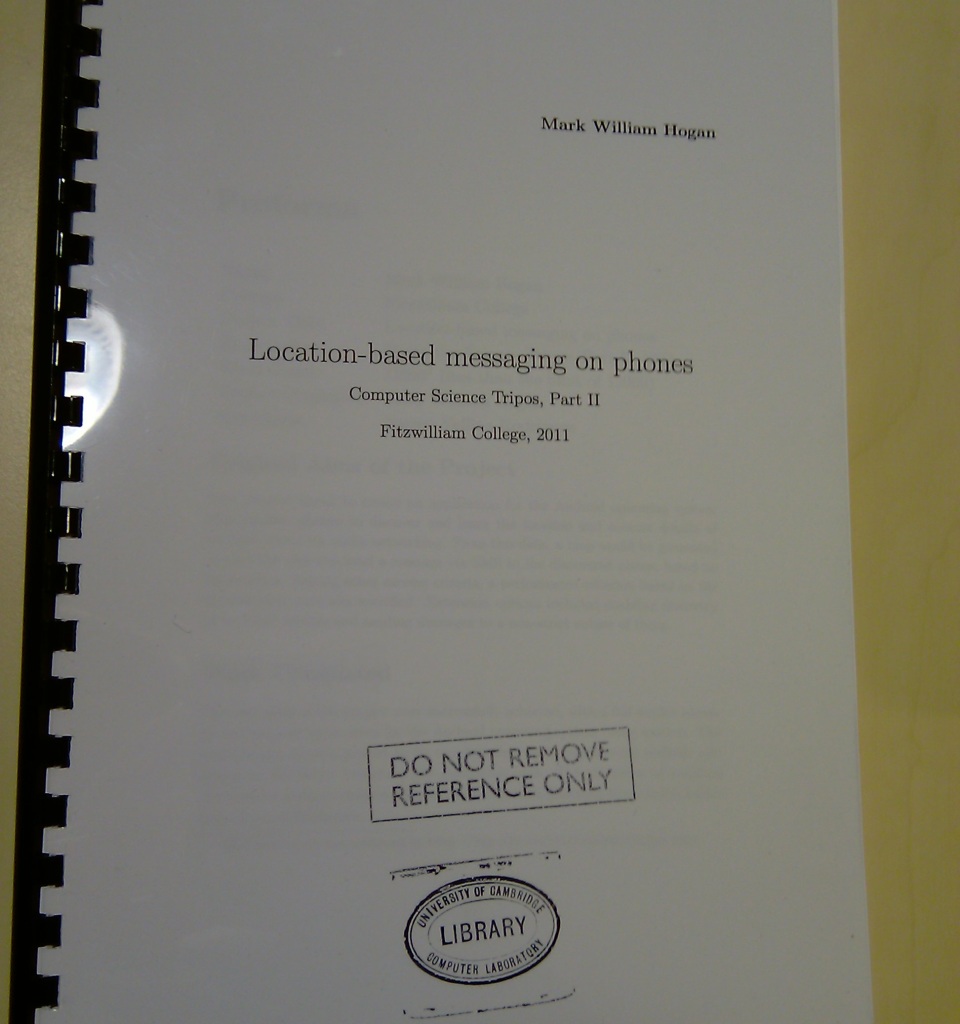 Mark William Hogan
Location-based messaging on phones
Computer Science Tripos, Part II
Fitzwilliam College, 2011
DO NOT REMOVE
REFERENCE ONLY
UNIVERSITY OF CAMBRIDGE
LIBRARY
COMPUTER LABORATORY